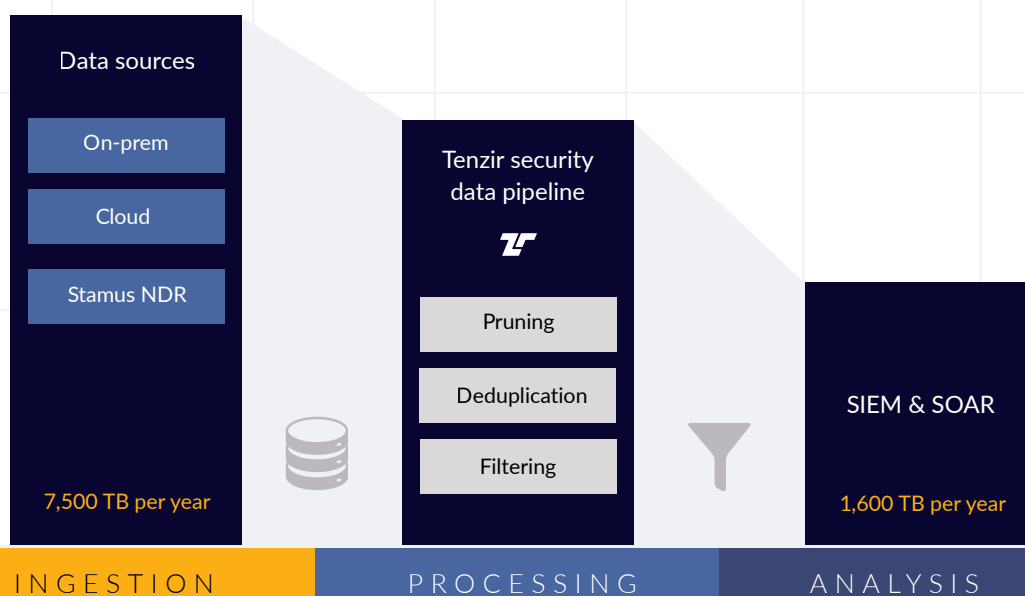 Data sources
On-prem
Cloud
Stamus NDR
7,500 TB per year
Tenzir security
data pipeline
Pruning
Deduplication
Filtering
SIEM & SOAR
1,600 TB per year
INGESTION
PROCESSING
ANALYSIS